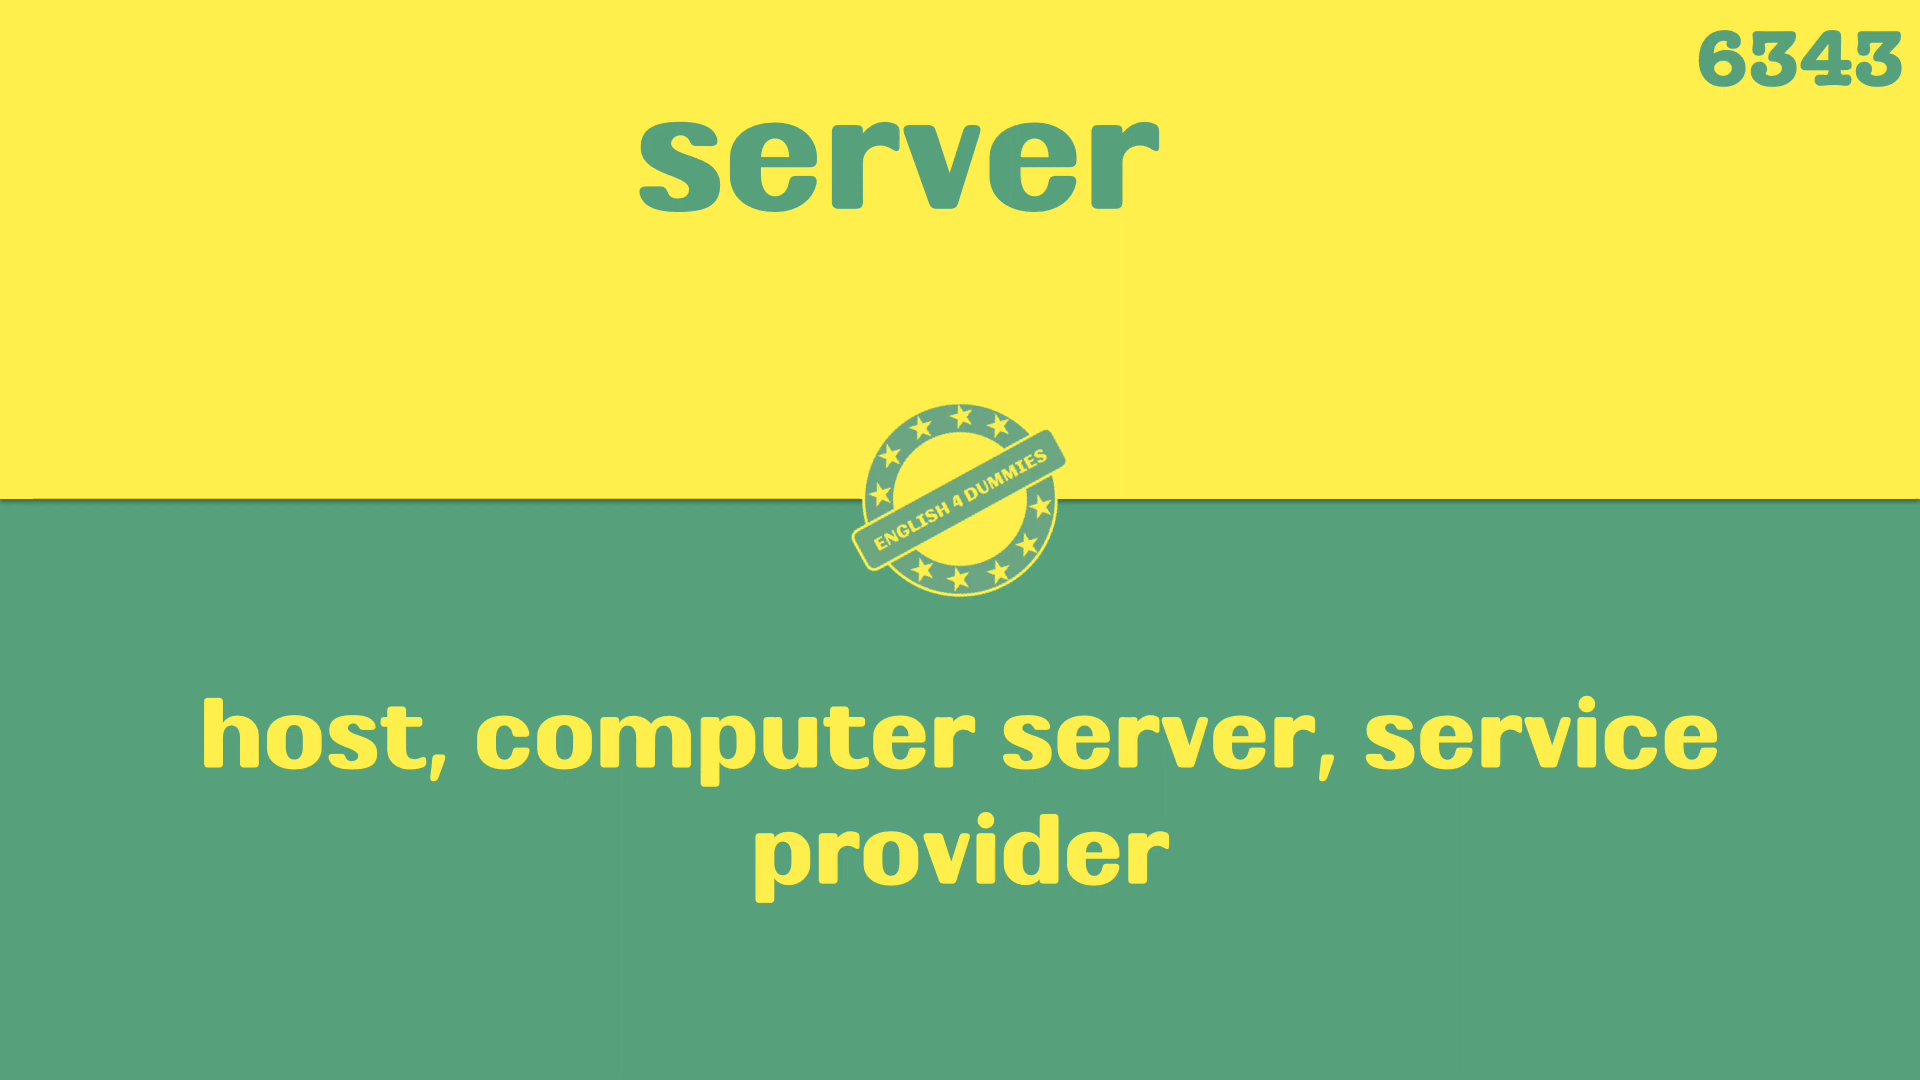 6343
server
ENGLISH 4 DUMMIES
host, computer server, service
provider